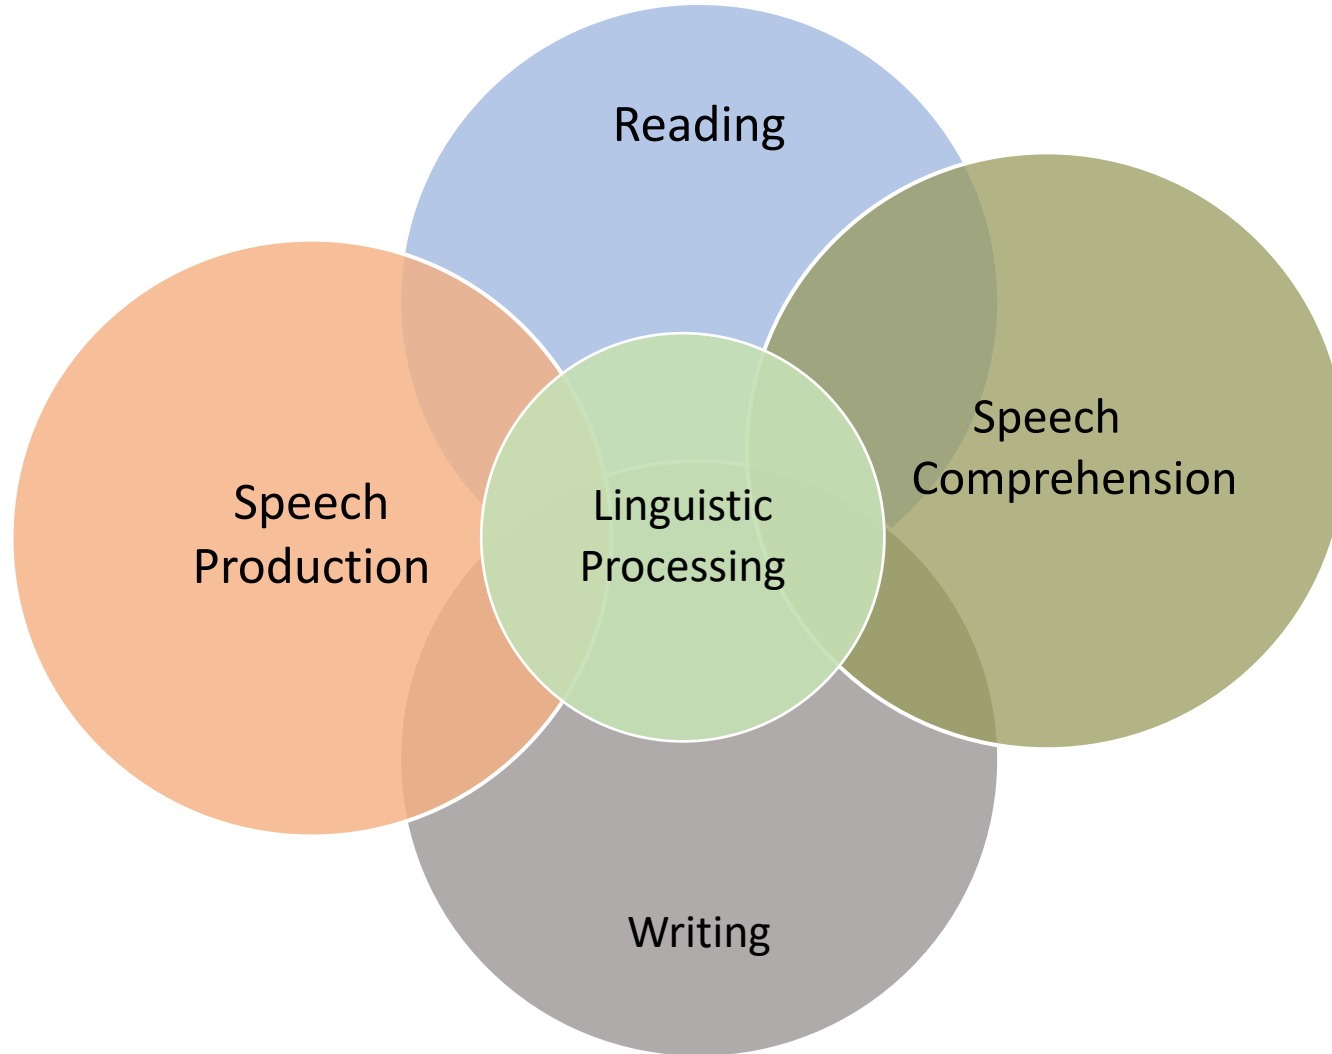 Reading
Speech
Comprehension
Speech
Production
Linguistic
Processing
Writing